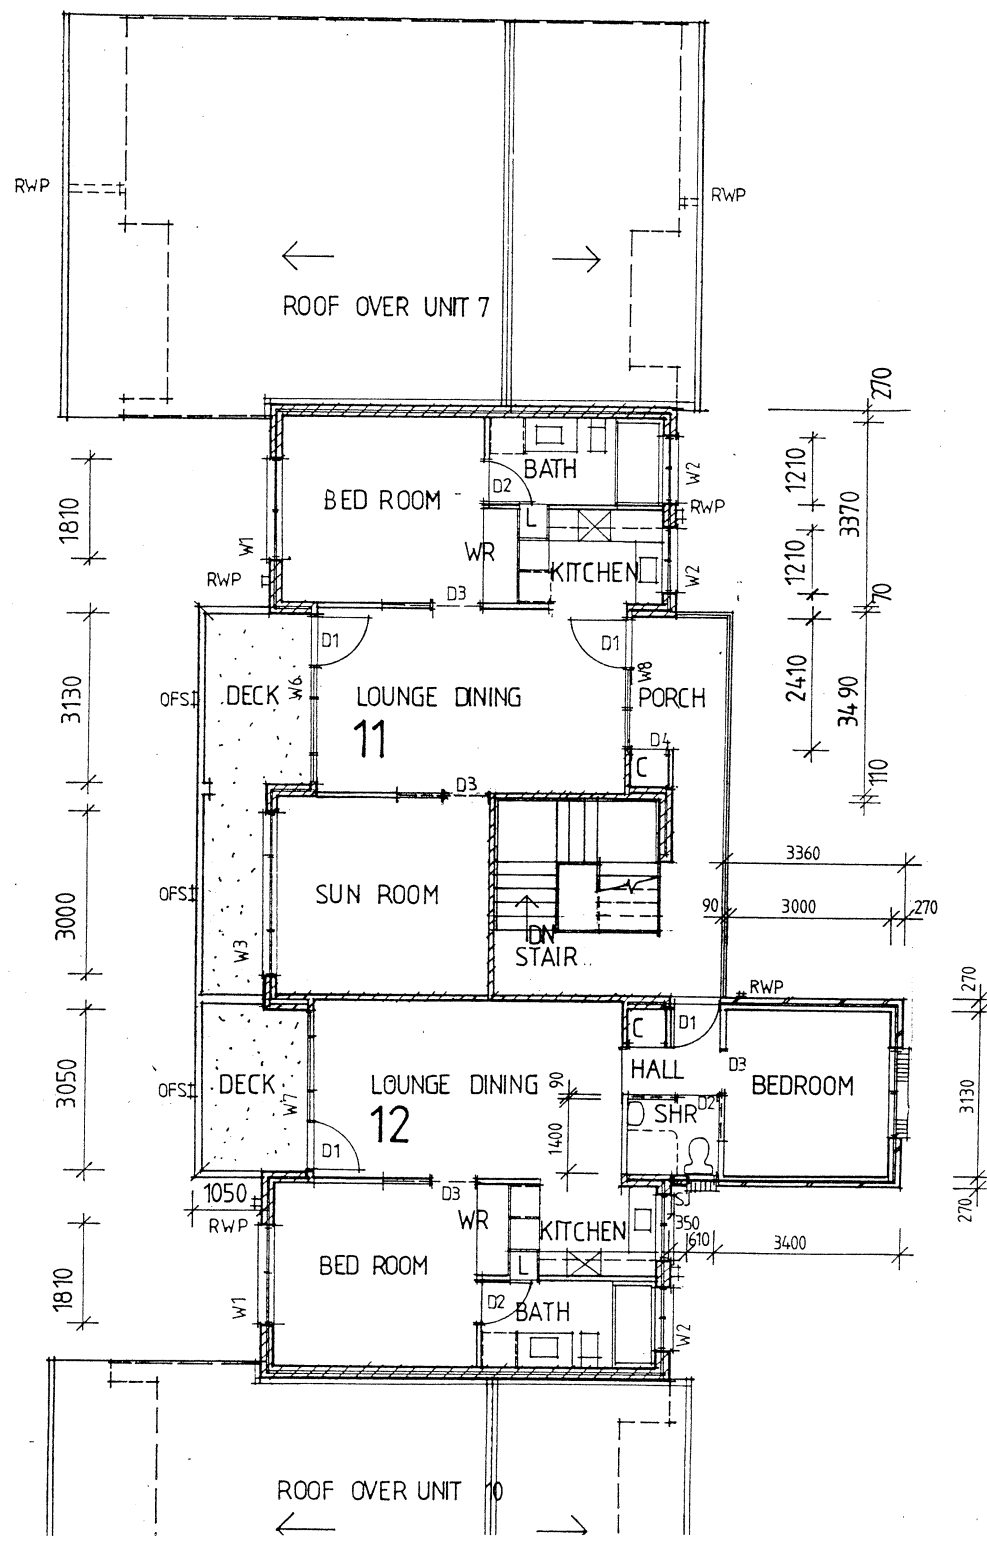 RWP
RWP
ROOF OVER UNIT 7
270
BATH
W2
1210
D2
BED ROOM
3370
1810
L
RWP
W1
WR
1210
KITCHEN
W2
RWP
D3
70
D1
D1
W8
2410
3130
OFS
DECK
W6
LOUNGE DINING
PORCH
3490
11
D4
C
110
D3
3360
SUN ROOM
OFS
90
3000
270
3000
W3
DN
STAIR
RWP
270
C
D1
3050
OFS
DECK
W7
LOUNGE DINING
90
HALL
D3
BEDROOM
3130
12
SHR
D2
1400
D1
1050
D3
SJ
270
RWP
WR
KITCHEN
350
610
3400
BED ROOM
L
1810
W1
D2
BATH
W2
ROOF OVER UNIT 10